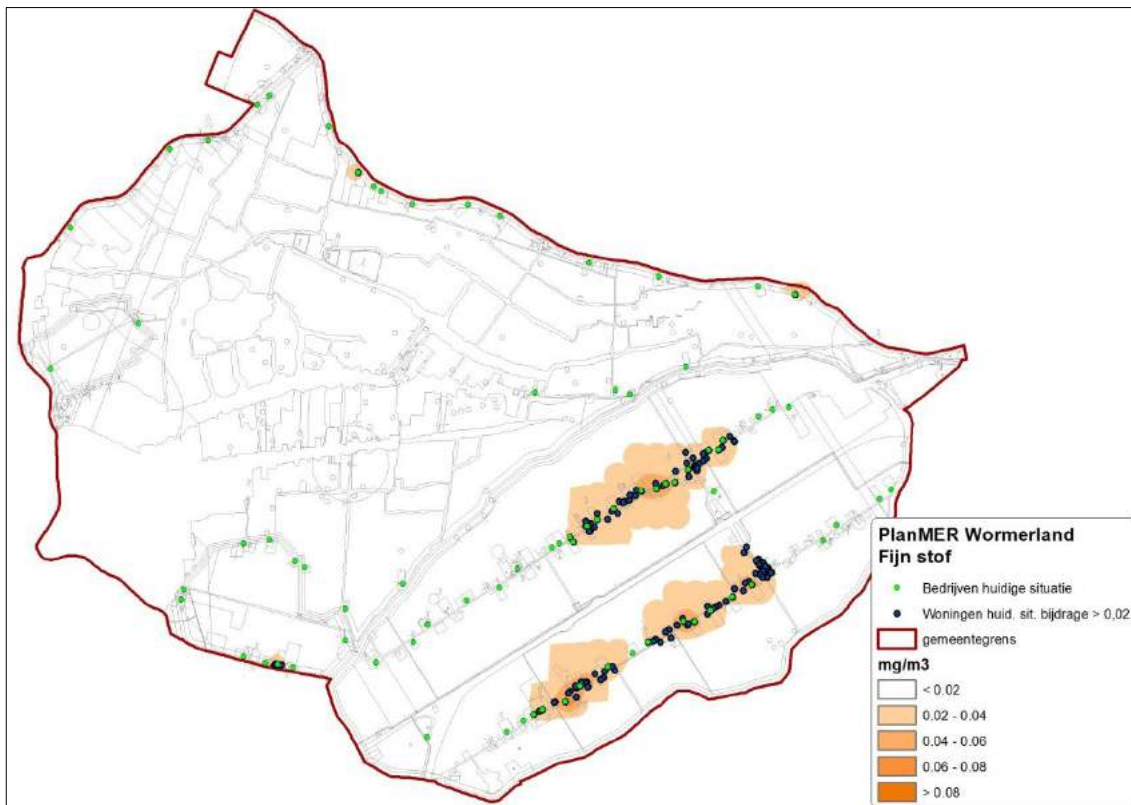 PlanMER Wormerland
Fijn stof
Bedrijven huidige situatie
Woningen huid. sit. bijdrage > 0,02
gemeentegrens
mg/m3
< 0.02
0.02 - 0.04
0.04 - 0.06
0.06 - 0.08
> 0.08